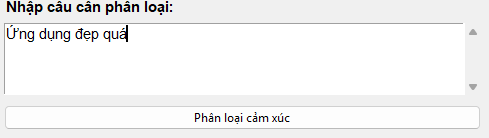 Nhập câu cần phân loại:
Ứng dụng đẹp quá
Phân loại cảm xúc